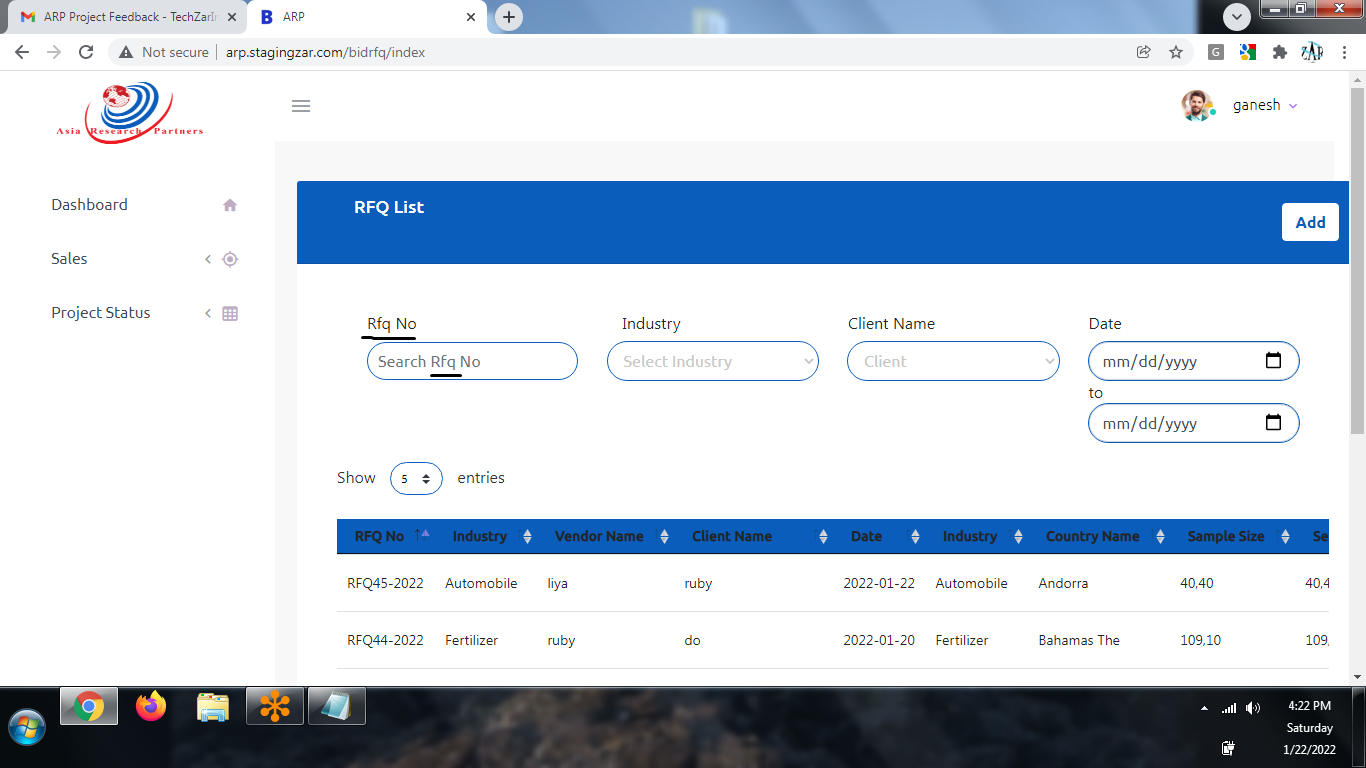 ARP Project Feedback - TechZarIn
ARP
Not secure
arp.stagingzar.com/bidrfq/index
G
ZAR
Asia Research Partners
ganesh
Dashboard
Sales
Project Status
RFQ List
Add
Rfq No
Industry
Client Name
Date
Search Rfq No
Select Industry
Client
mm/dd/yyyy
to
mm/dd/yyyy
Show 5 entries
RFQ No Industry Vendor Name Client Name Date Industry Country Name Sample Size Se
RFQ45-2022 Automobile liya ruby 2022-01-22 Automobile Andorra 40,40 40,4
RFQ44-2022 Fertilizer ruby do 2022-01-20 Fertilizer Bahamas The 109,10 109,
4:22 PM
Saturday
1/22/2022